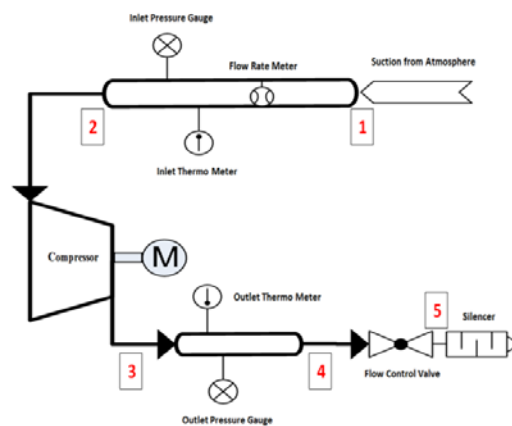 Inlet Pressure Gauge
Flow Rate Meter
Suction from Atmosphere
2
1
Inlet Thermo Meter
Compressor
M
Outlet Thermo Meter
5
Silencer
3
4
Flow Control Valve
Outlet Pressure Gauge